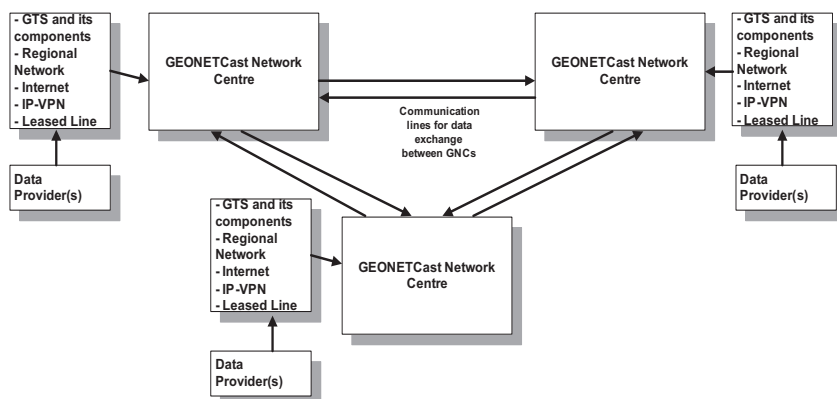 - GTS and its
components
- Regional
Network
- Internet
- IP-VPN
- Leased Line
GEONETCast Network
Centre
GEONETCast Network
Centre
- GTS and its
components
- Regional
Network
- Internet
- IP-VPN
- Leased Line
Communication
lines for data
exchange
between GNCs
Data
Provider(s)
Data
Provider(s)
- GTS and its
components
- Regional
Network
- Internet
- IP-VPN
- Leased Line
GEONETCast Network
Centre
Data
Provider(s)